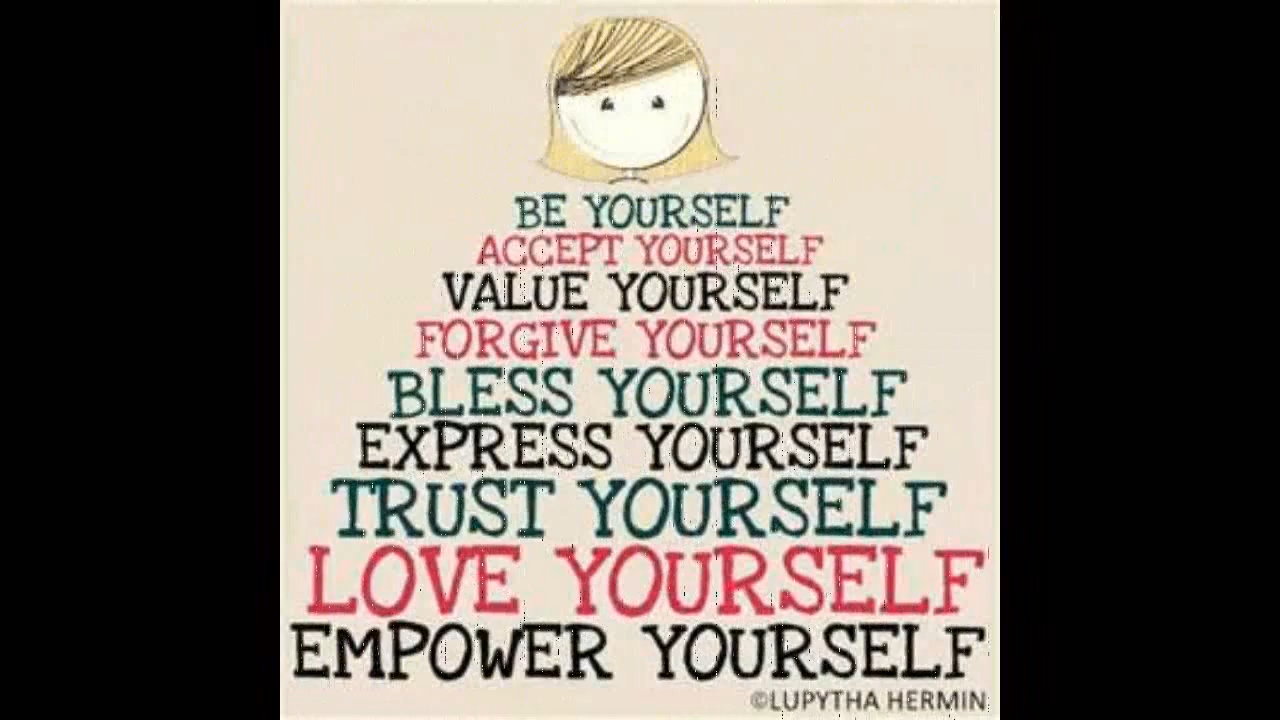 BE YOURSELF
ACCEPT YOURSELF
VALUE YOURSELF
FORGIVE YOURSELF
BLESS YOURSELF
EXPRESS YOURSELF
TRUST YOURSELF
LOVE YOURSELF
EMPOWER YOURSELF
©LUPYTHA HERMIN